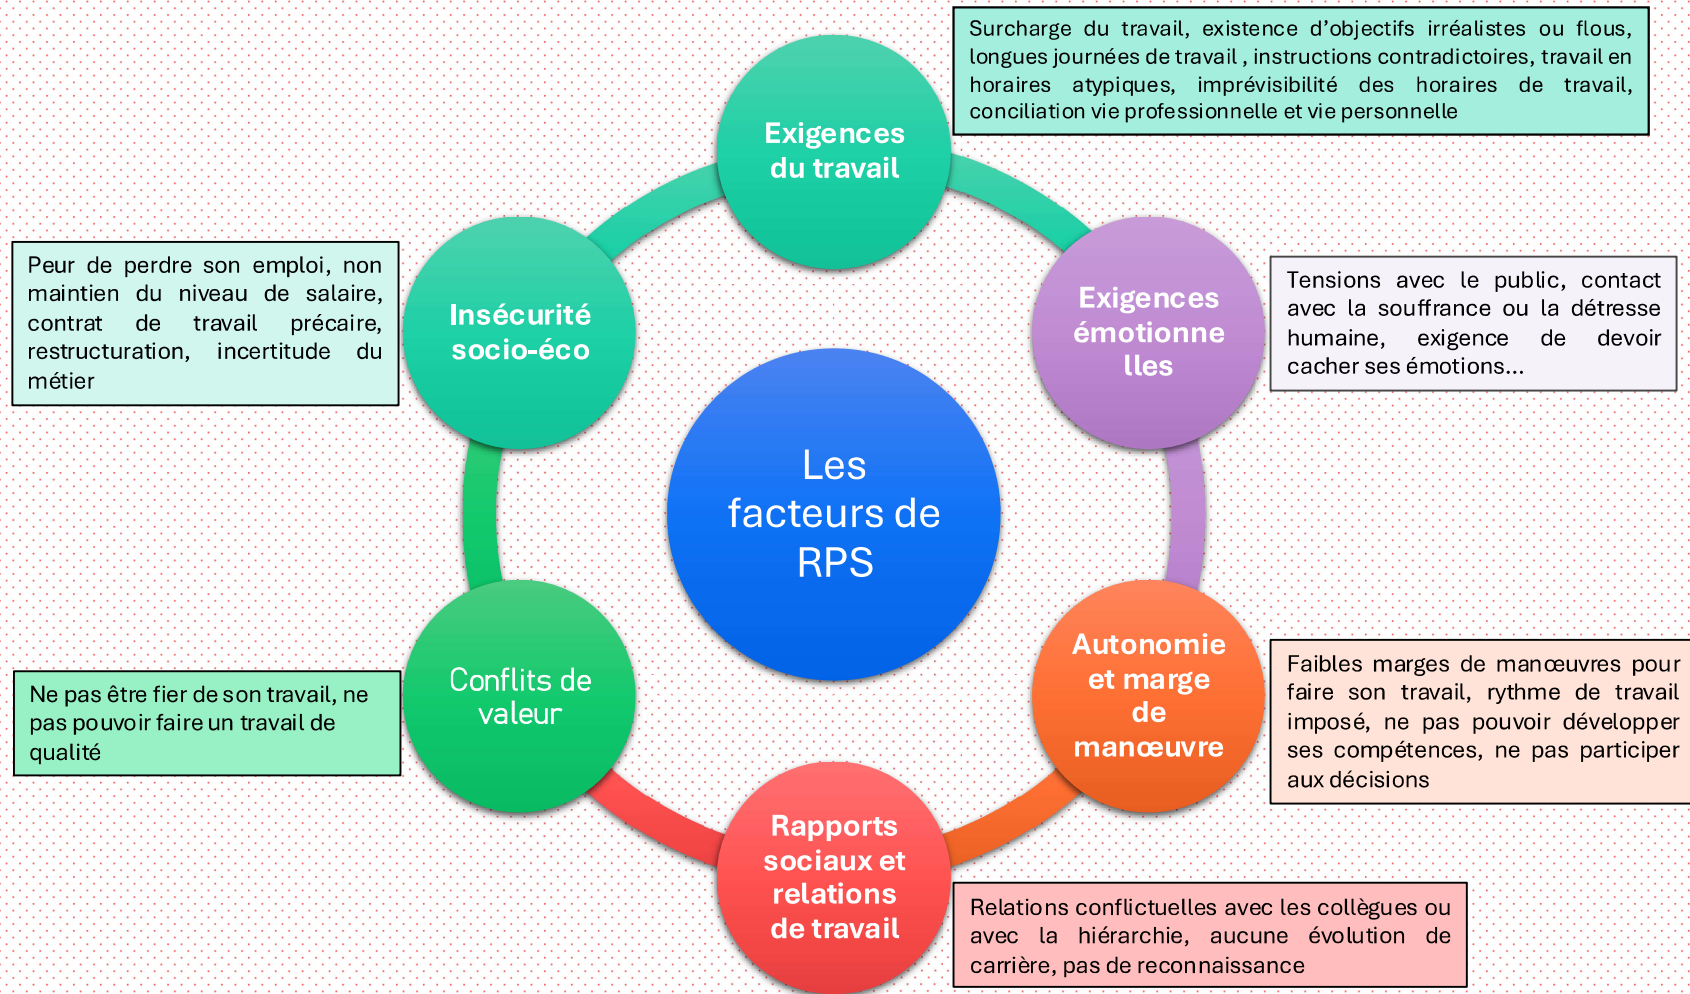 Surcharge du travail, existence d’objectifs irréalistes ou flous,
longues journées de travail , instructions contradictoires, travail en
horaires atypiques, imprévisibilité des horaires de travail,
conciliation vie professionnelle et vie personnelle
Exigences
du travail
Exigences
émotionne
lles
Tensions avec le public, contact
avec la souffrance ou la détresse
humaine, exigence de devoir
cacher ses émotions…
Autonomie
et marge
de
manœuvre
Faibles marges de manœuvres pour
faire son travail, rythme de travail
imposé, ne pas pouvoir développer
ses compétences, ne pas participer
aux décisions
Rapports
sociaux et
relations
de travail
Relations conflictuelles avec les collègues ou
avec la hiérarchie, aucune évolution de
carrière, pas de reconnaissance
Conflits de
valeur
Ne pas être fier de son travail, ne
pas pouvoir faire un travail de
qualité
Insécurité
socio-éco
Peur de perdre son emploi, non
maintien du niveau de salaire,
contrat de travail précaire,
restructuration, incertitude du
métier
Les
facteurs de
RPS